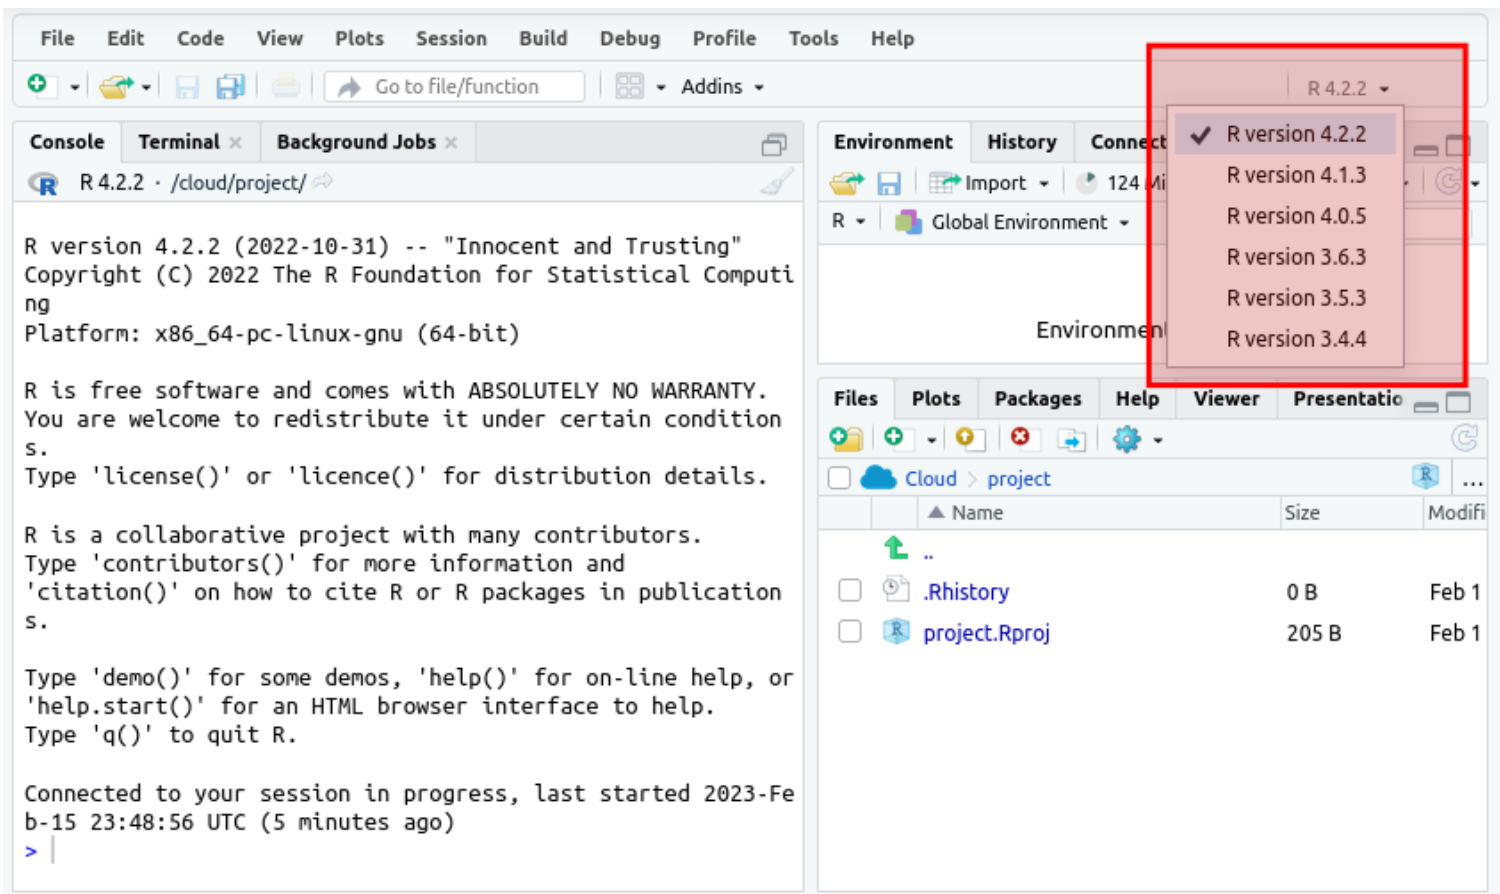 File Edit Code View Plots Session Build Debug Profile Tools Help
Go to file/function Addins R 4.2.2
Console Terminal Background Jobs
R 4.2.2 · /cloud/project/
R version 4.2.2 (2022-10-31) -- "Innocent and Trusting"
Copyright (C) 2022 The R Foundation for Statistical Computi
ng
Platform: x86_64-pc-linux-gnu (64-bit)
R is free software and comes with ABSOLUTELY NO WARRANTY.
You are welcome to redistribute it under certain condition
s.
Type 'license()' or 'licence()' for distribution details.
R is a collaborative project with many contributors.
Type 'contributors()' for more information and
'citation()' on how to cite R or R packages in publication
s.
Type 'demo()' for some demos, 'help()' for on-line help, or
'help.start()' for an HTML browser interface to help.
Type 'q()' to quit R.
Connected to your session in progress, last started 2023-Fe
b-15 23:48:56 UTC (5 minutes ago)
>
Environment History Connect
Import 124 Mi
R Global Environment
Environment
R version 4.2.2
R version 4.1.3
R version 4.0.5
R version 3.6.3
R version 3.5.3
R version 3.4.4
Files Plots Packages Help Viewer Presentatio
Cloud project ...
Name Size Modifi
..
.Rhistory 0 B Feb 1
project.Rproj 205 B Feb 1